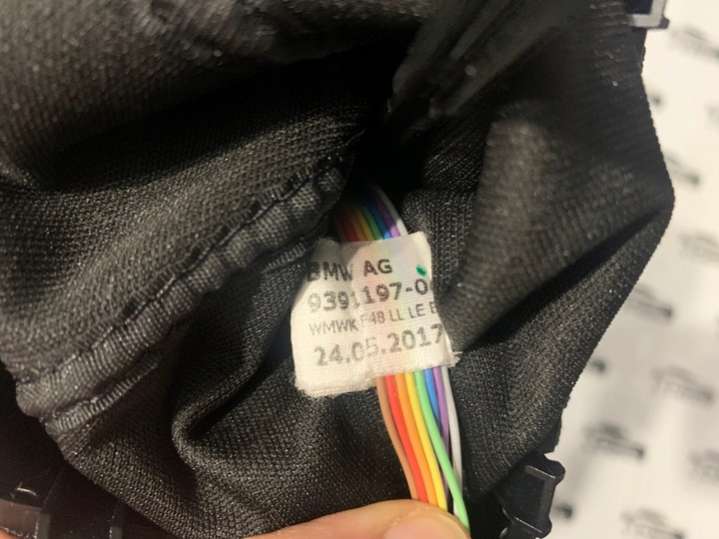 BMW AG
9391197-0
WMWK F48 LL LE
24.05.2017